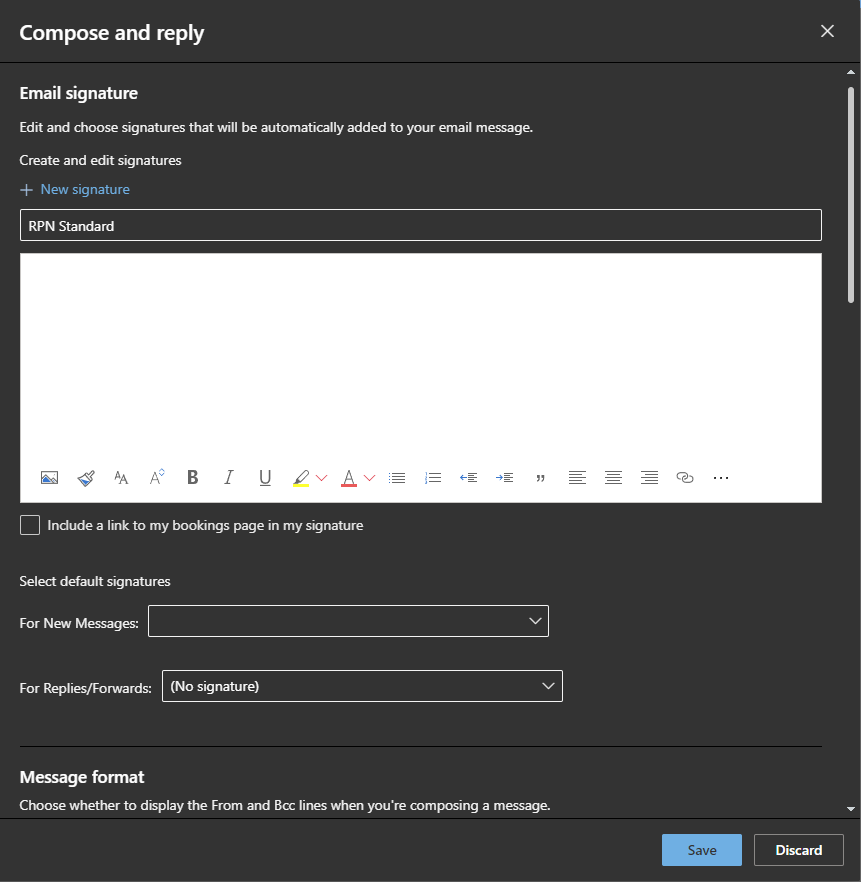 Compose and reply
Email signature
Edit and choose signatures that will be automatically added to your email message.
Create and edit signatures
New signature
RPN Standard
Include a link to my bookings page in my signature
Select default signatures
For New Messages:
For Replies/Forwards: (No signature)
Message format
Choose whether to display the From and Bcc lines when you're composing a message.
Save Discard